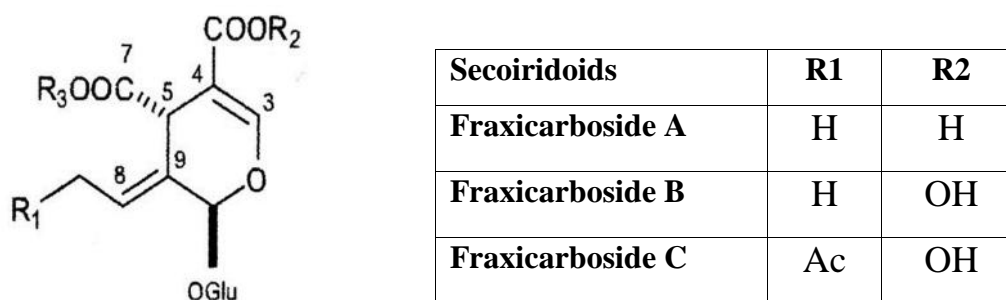 COOR2
7
4
R3OOC
5
3
9
8
O
R1
OGlu
Secoiridoids R1 R2
Fraxicarboside A H H
Fraxicarboside B H OH
Fraxicarboside C Ac OH